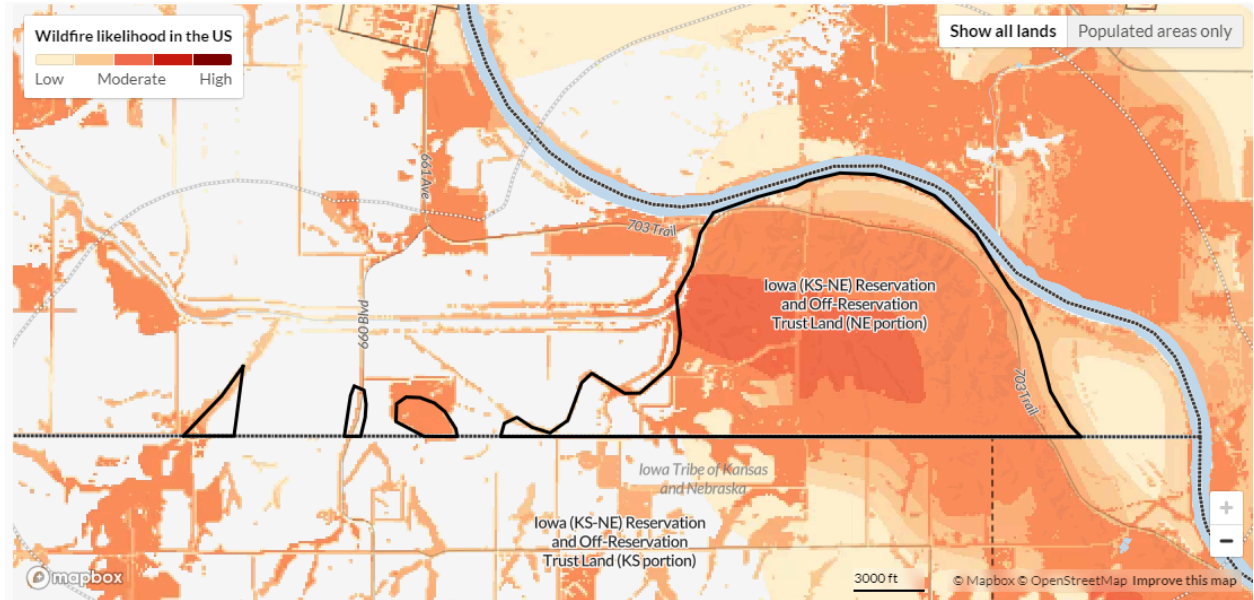 Wildfire likelihood in the US
Low Moderate High
Show all lands Populated areas only
661 Ave
703 Trail
660 Blvd
Iowa (KS-NE) Reservation
and Off-Reservation
Trust Land (NE portion)
703 Trail
Iowa Tribe of Kansas
and Nebraska
Iowa (KS-NE) Reservation
and Off-Reservation
Trust Land (KS portion)
+
−
mapbox
3000 ft
© Mapbox © OpenStreetMap Improve this map